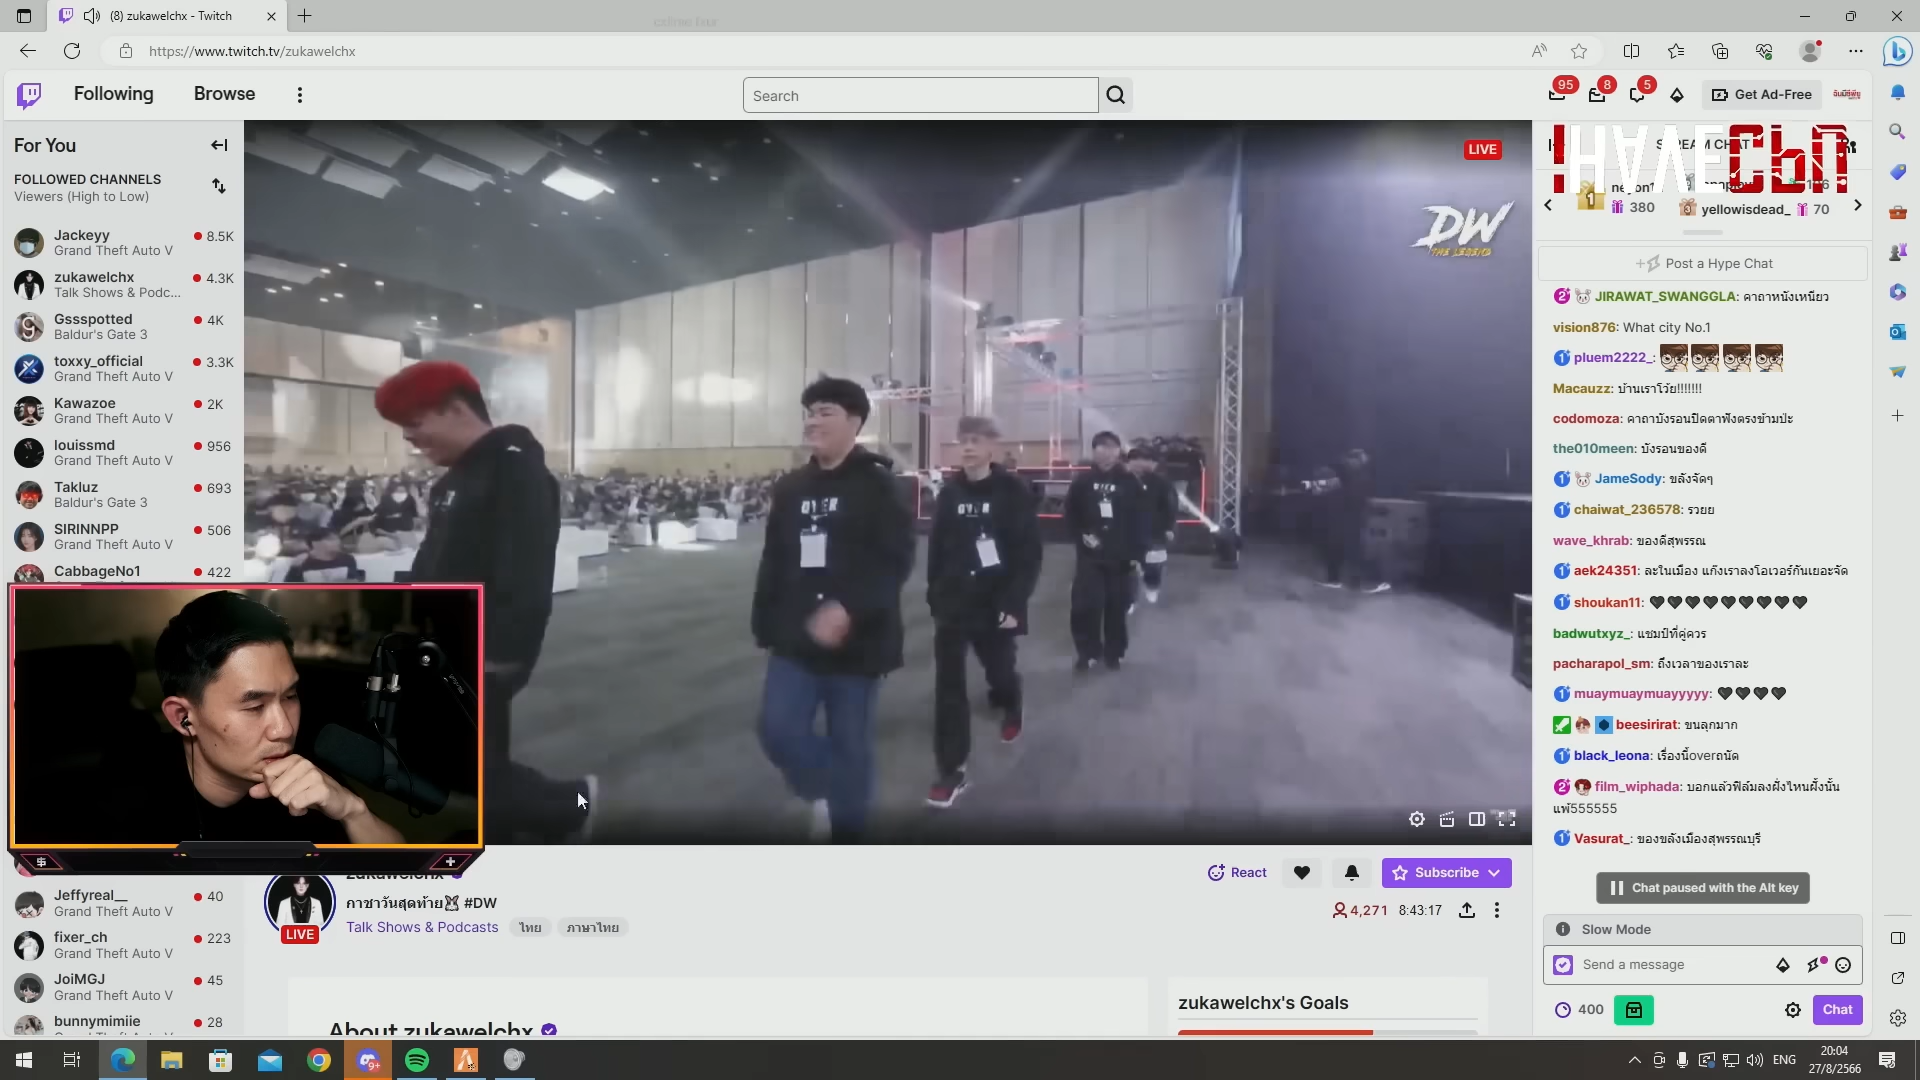 (8) zukawelchx - Twitch
https://www.twitch.tv/zukawelchx
Following
Browse
Search
95
8
5
Get Ad-Free
For You
FOLLOWED CHANNELS
Viewers (High to Low)
Jackeyy
8.5K
Grand Theft Auto V
zukawelchx
4.3K
Talk Shows & Podc...
Gssspotted
4K
Baldur's Gate 3
toxxy_official
3.3K
Grand Theft Auto V
Kawazoe
2K
Grand Theft Auto V
louissmd
956
Grand Theft Auto V
Takluz
693
Baldur's Gate 3
SIRINNPP
506
Grand Theft Auto V
CabbageNo1
422
Jeffyreal__
40
Grand Theft Auto V
fixer_ch
223
Grand Theft Auto V
JoiMGJ
45
Grand Theft Auto V
bunnymimiie
28
LIVE
DW
THE LEGEND
OVER
OVER
zukawelchx
กาชาวันสุดท้าย #DW
Talk Shows & Podcasts
ไทย
ภาษาไทย
LIVE
React
Subscribe
4,271
8:43:17
About zukawelchx
zukawelchx's Goals
STREAM CHAT
!HAVECbN
1
380
3
yellowisdead_
70
Post a Hype Chat
JIRAWAT_SWANGGLA: คาถาหนังเหนียว
vision876: What city No.1
pluem2222_:
Macauzz: บ้านเราโว้ย!!!!!!!
codomoza: คาถาบังรอนปิดตาฟังตรงข้ามป่ะ
the010meen: บังรอนของดี
JameSody: ขลังจัดๆ
chaiwat_236578: รวยย
wave_khrab: ของดีสุพรรณ
aek24351: ละในเมือง แก๊งเราลงโอเวอร์กันเยอะจัด
shoukan11:
badwutxyz_: แชมป์ที่คู่ควร
pacharapol_sm: ถึงเวลาของเราละ
muaymuaymuayyyyy:
beesirirat: ขนลุกมาก
black_leona: เรื่องนี้overถนัด
film_wiphada: บอกแล้วฟิล์มลงฝั่งไหนฝั้งนั้น
แพ้555555
Vasurat_: ของขลังเมืองสุพรรณบุรี
Chat paused with the Alt key
Slow Mode
Send a message
400
Chat
9+
ENG
20:04
27/8/2566